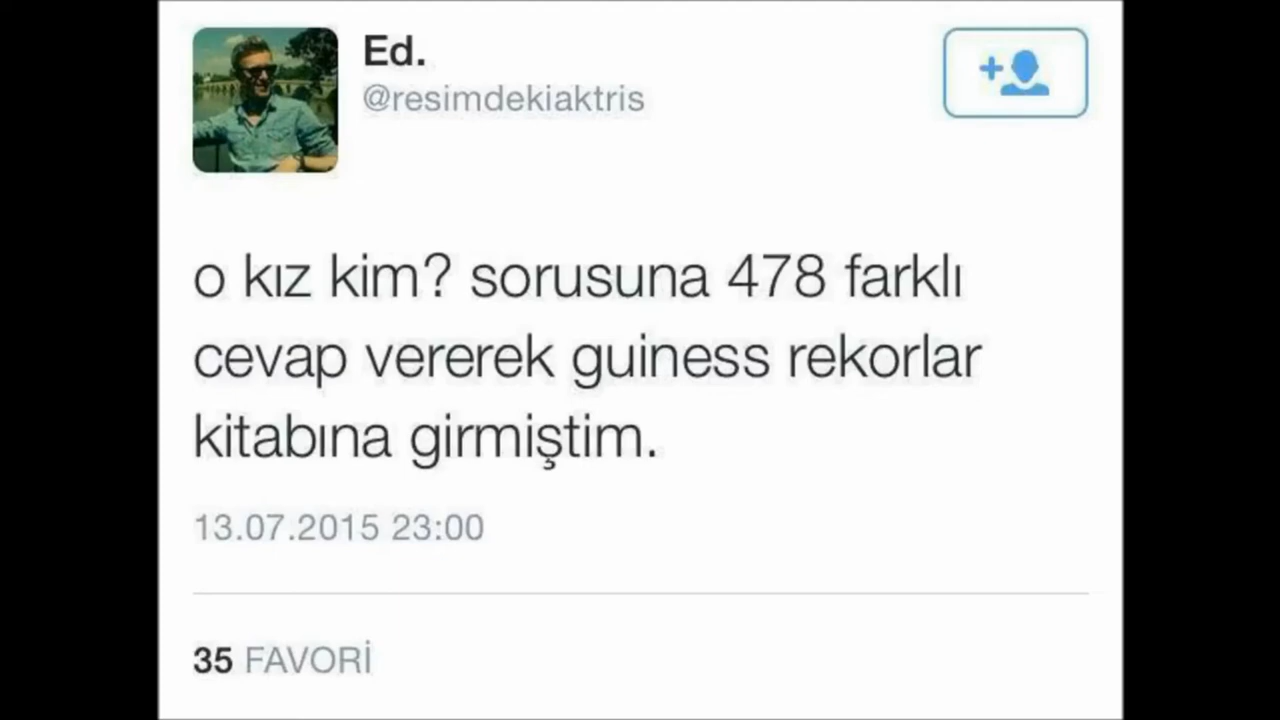 Ed.
@resimdekiaktris
o kız kim? sorusuna 478 farklı
cevap vererek guiness rekorlar
kitabına girmiştim.
13.07.2015 23:00
35 FAVORİ